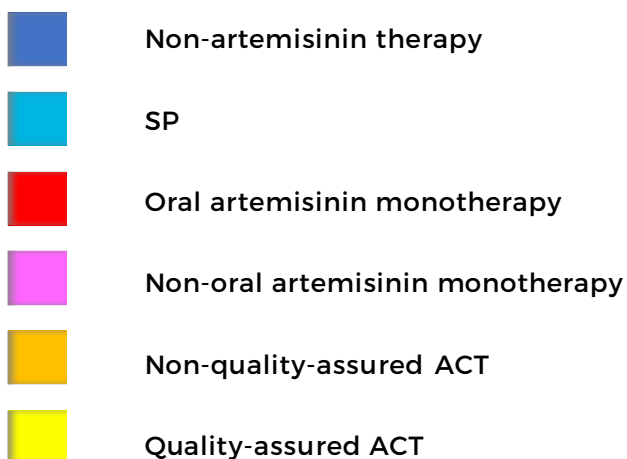 Non-artemisinin therapy
SP
Oral artemisinin monotherapy
Non-oral artemisinin monotherapy
Non-quality-assured ACT
Quality-assured ACT